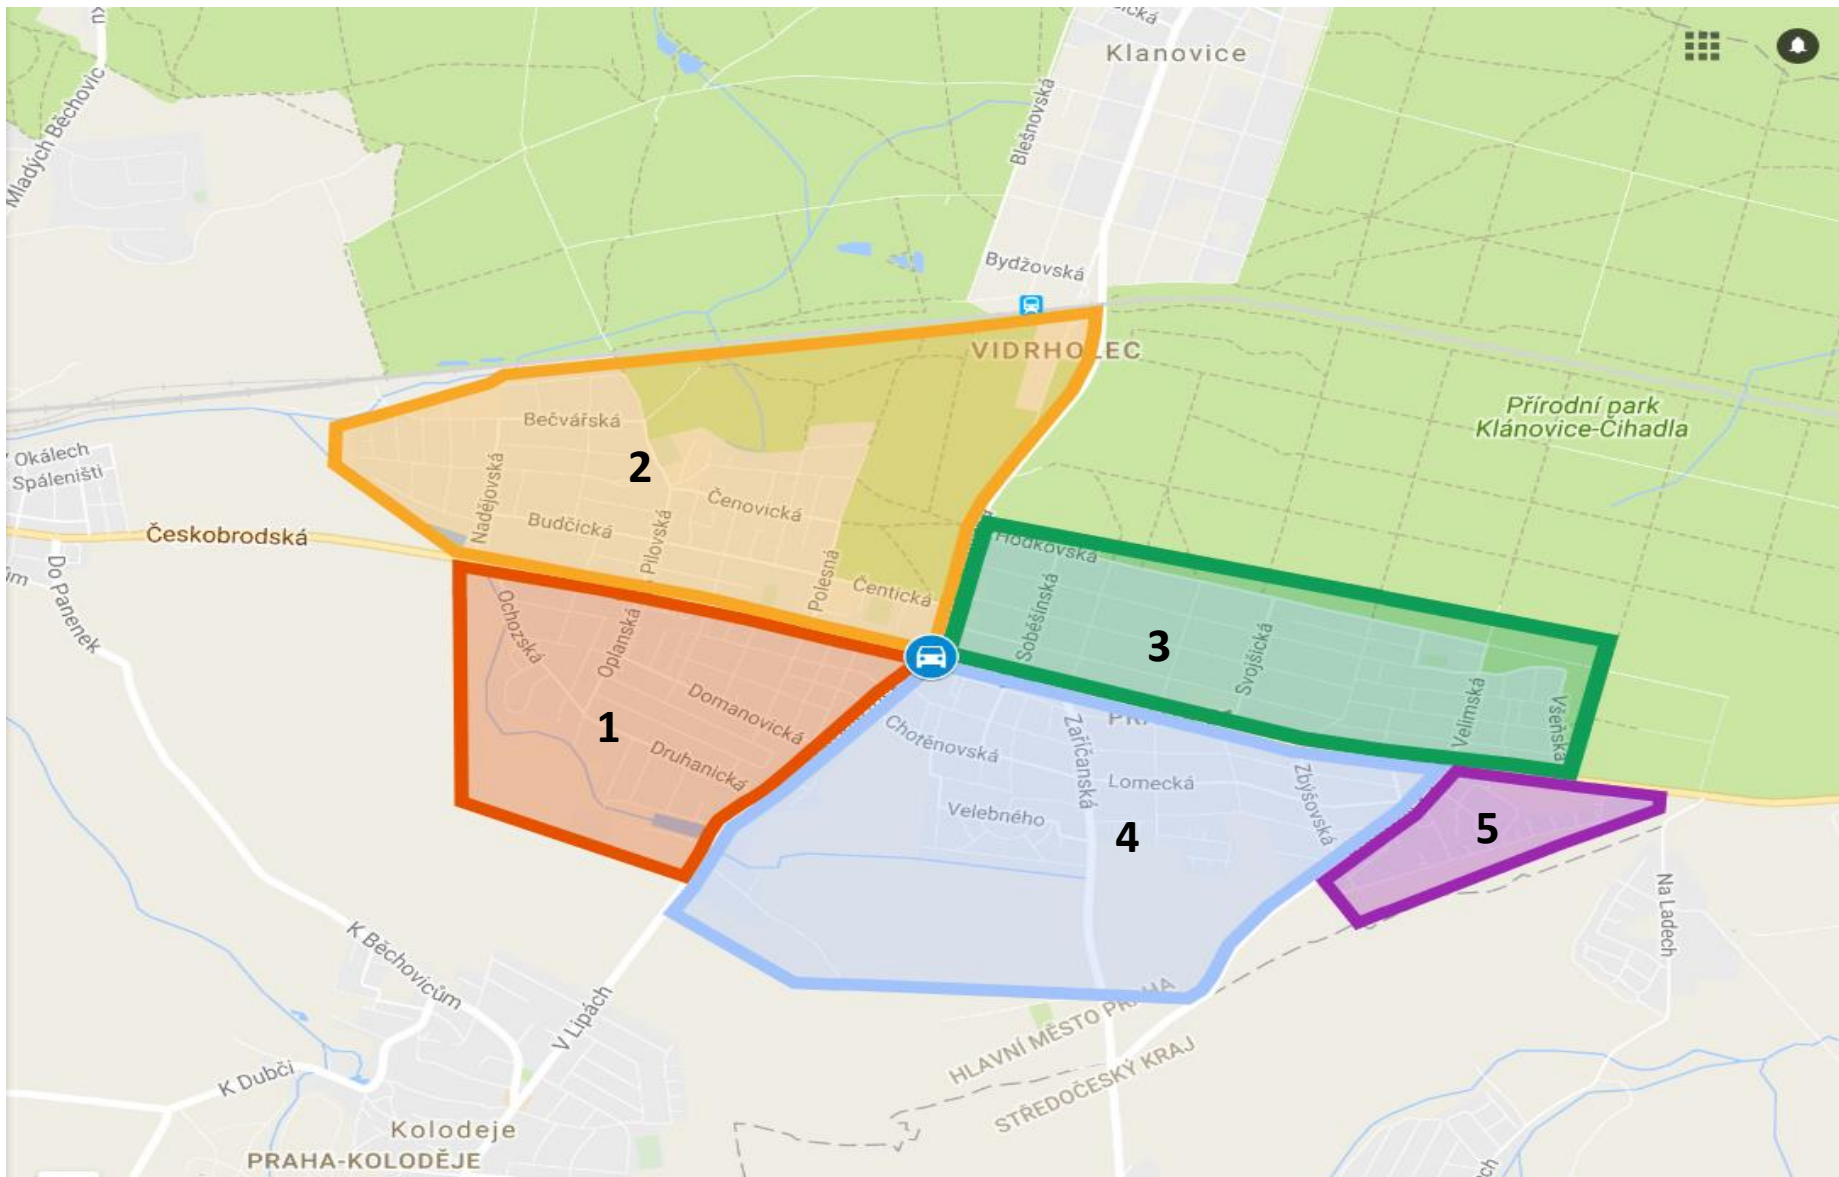 Klanovice
Mladých Běchovic
Blešnovská
Bydžovská
VIDRHOLEC
Přírodní park
Klánovice-Čihadla
Bečvářská
2
Okálech
Spáleništi
Nadějovská
Čenovická
Českobrodská
Budčická
Pilovská
Hodkovská
Polesná
Čentická
Do Panenek
Ochozská
Oplanská
Soběšínská
3
Svojšická
Domanovická
1
Druhanická
Chotěnovská
Zaříčanská
Velimská
Všeňská
Lomecká
Zbýšovská
Velebného
4
5
Na Ladech
K Běchovicům
V Lipách
HLAVNÍ MĚSTO PRAHA
STŘEDOČESKÝ KRAJ
K Dubči
Kolodeje
PRAHA-KOLODĚJE